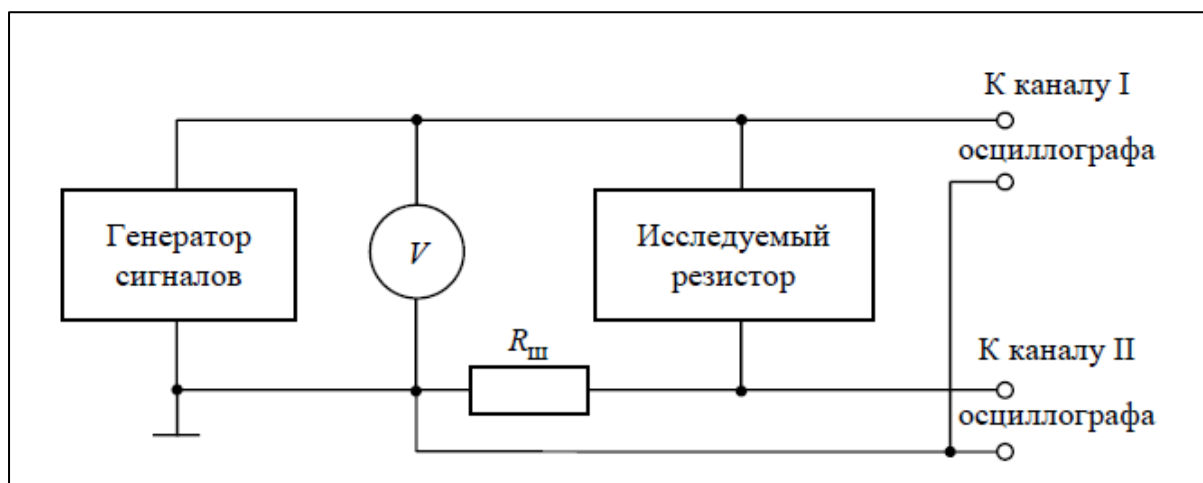 К каналу I
осциллографа
Генератор
сигналов
V
Исследуемый
резистор
Rш
К каналу II
осциллографа